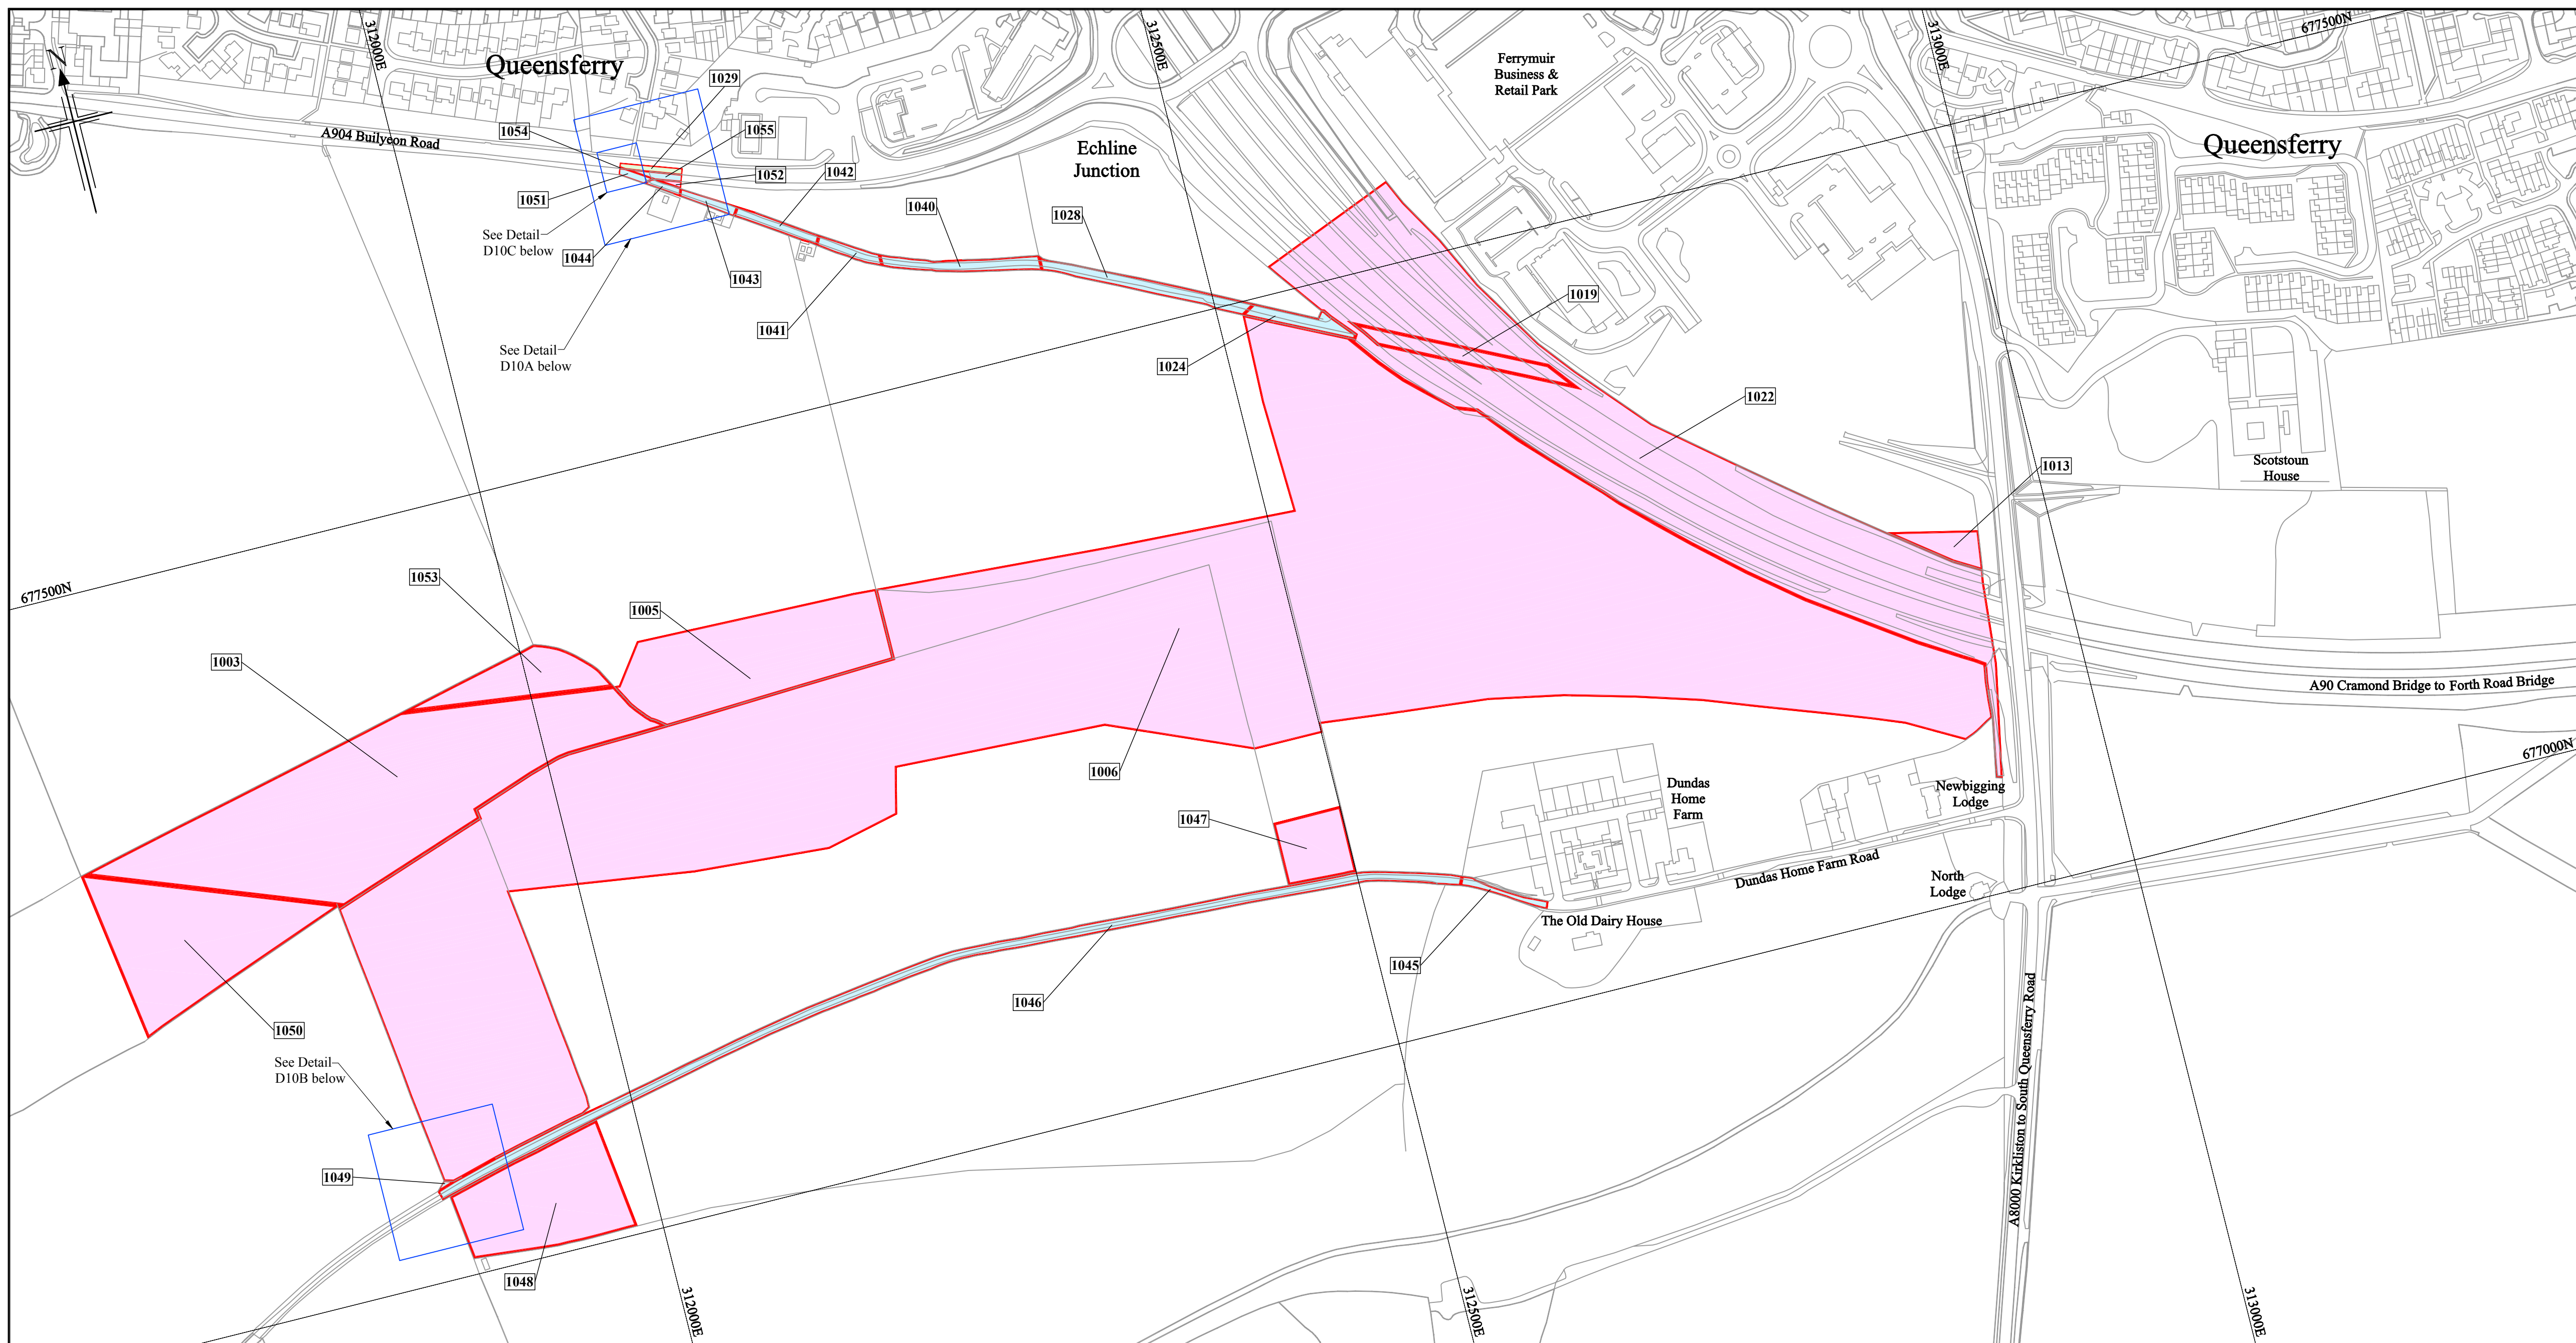 312000E
312500E
313000E
677500N
N
Queensferry
1029
Ferrymuir
Business &
Retail Park
A904 Builyeon Road
1054
1055
Echline
Junction
Queensferry
1052
1042
1051
1040
1028
See Detail
D10C below
1044
1043
1019
1041
See Detail
D10A below
1024
1022
1013
Scotstoun
House
677500N
1053
1005
1003
A90 Cramond Bridge to Forth Road Bridge
677000N
1006
Dundas
Home
Farm
Newbigging
Lodge
1047
Dundas Home Farm Road
North
Lodge
The Old Dairy House
1045
1046
1050
A8000 Kirkliston to South Queensferry Road
See Detail
D10B below
1049
1048
312000E
312500E
313000E